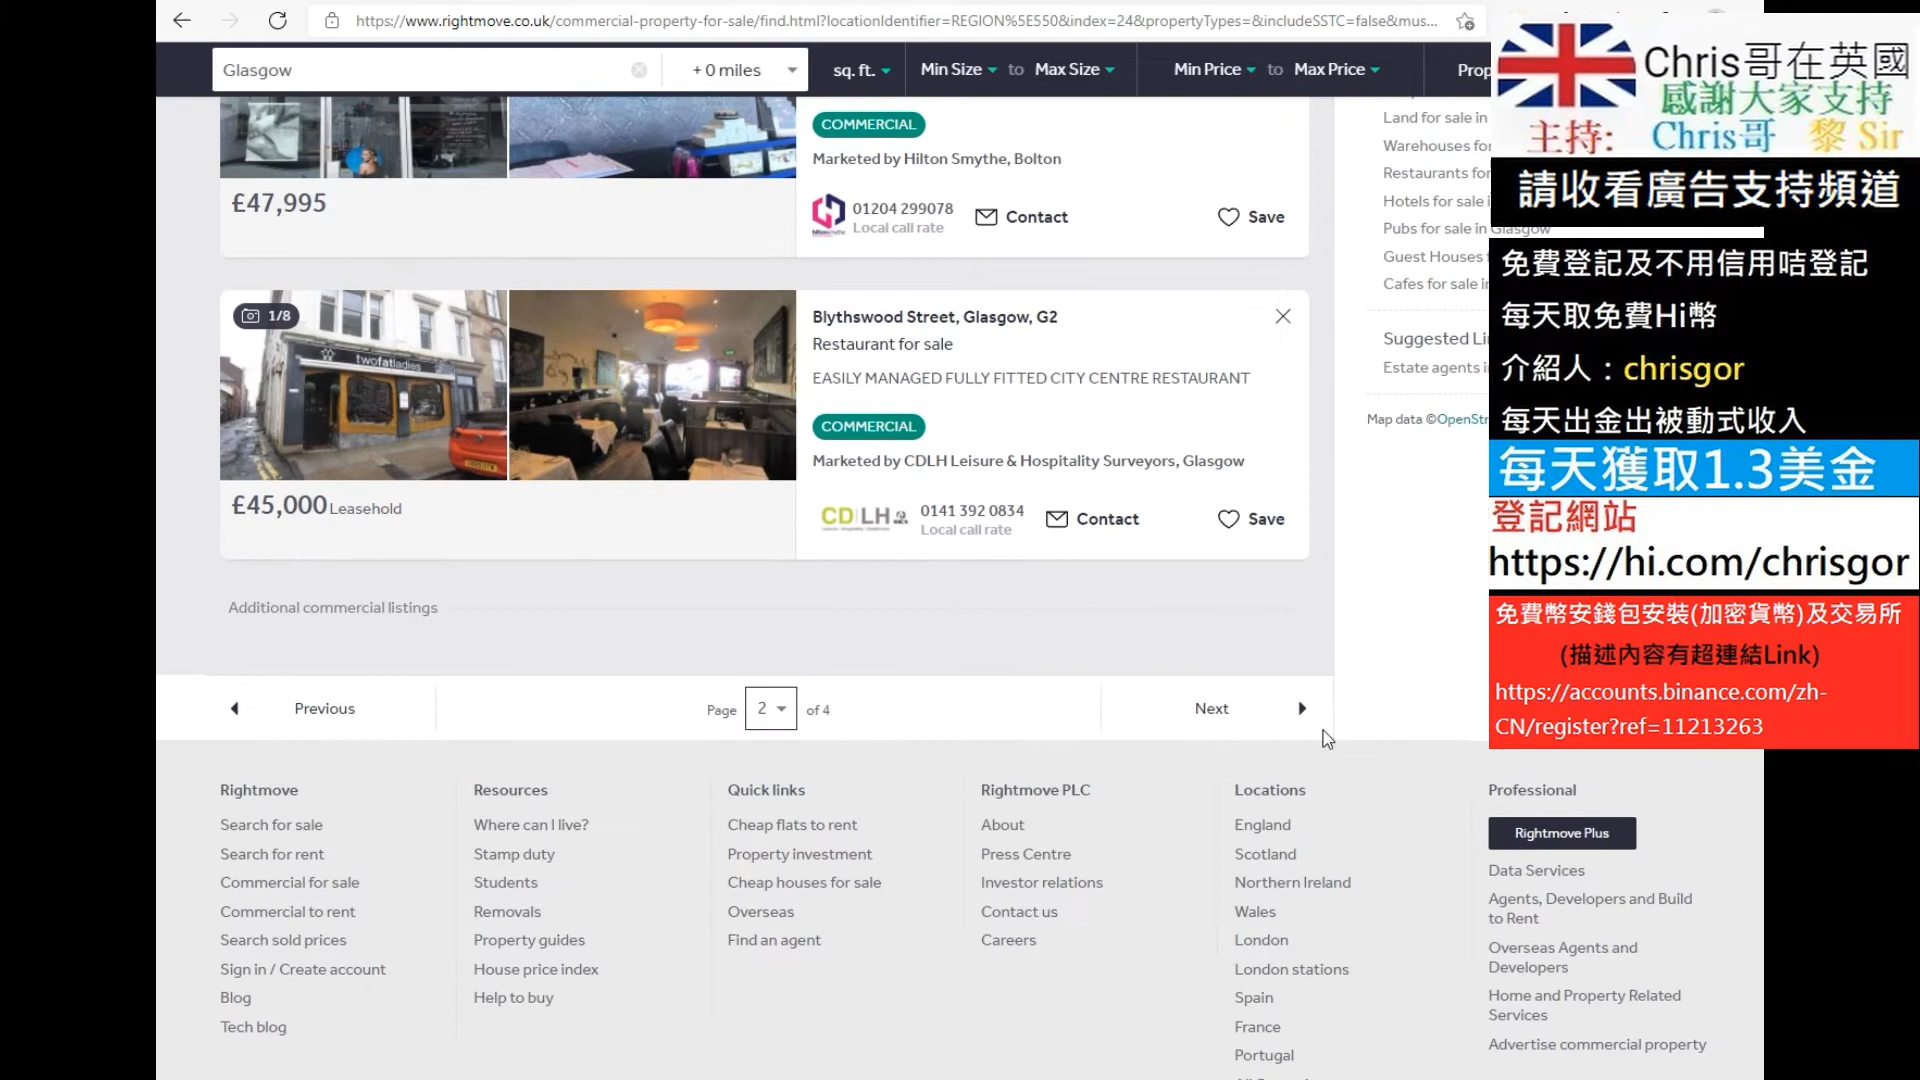 https://www.rightmove.co.uk/commercial-property-for-sale/find.html?locationIdentifier=REGION%5E550&index=24&propertyTypes=&includeSSTC=false&mus...
Glasgow
+ 0 miles
sq. ft.
Min Size to Max Size
Min Price to Max Price
Prop
COMMERCIAL
Marketed by Hilton Smythe, Bolton
£47,995
01204 299078
Local call rate
Contact
Save
Land for sale in
Warehouses for
Restaurants for
Hotels for sale i
Pubs for sale in Glasgow
Guest Houses f
Cafes for sale i
Suggested Li
Estate agents i
Map data ©OpenStr
1/8
twofatladies
Blythswood Street, Glasgow, G2
Restaurant for sale
EASILY MANAGED FULLY FITTED CITY CENTRE RESTAURANT
COMMERCIAL
Marketed by CDLH Leisure & Hospitality Surveyors, Glasgow
£45,000 Leasehold
CD LH
0141 392 0834
Local call rate
Contact
Save
Additional commercial listings
Previous
Page 2 of 4
Next
Rightmove
Search for sale
Search for rent
Commercial for sale
Commercial to rent
Search sold prices
Sign in / Create account
Blog
Tech blog
Resources
Where can I live?
Stamp duty
Students
Removals
Property guides
House price index
Help to buy
Quick links
Cheap flats to rent
Property investment
Cheap houses for sale
Overseas
Find an agent
Rightmove PLC
About
Press Centre
Investor relations
Contact us
Careers
Locations
England
Scotland
Northern Ireland
Wales
London
London stations
Spain
France
Portugal
Professional
Rightmove Plus
Data Services
Agents, Developers and Build
to Rent
Overseas Agents and
Developers
Home and Property Related
Services
Advertise commercial property
Chris哥在英國
感謝大家支持
主持: Chris哥 黎 Sir
請收看廣告支持頻道
免費登記及不用信用咭登記
每天取免費Hi幣
介紹人：chrisgor
每天出金出被動式收入
每天獲取1.3美金
登記網站
https://hi.com/chrisgor
免費幣安錢包安裝(加密貨幣)及交易所
(描述內容有超連結Link)
https://accounts.binance.com/zh-
CN/register?ref=11213263